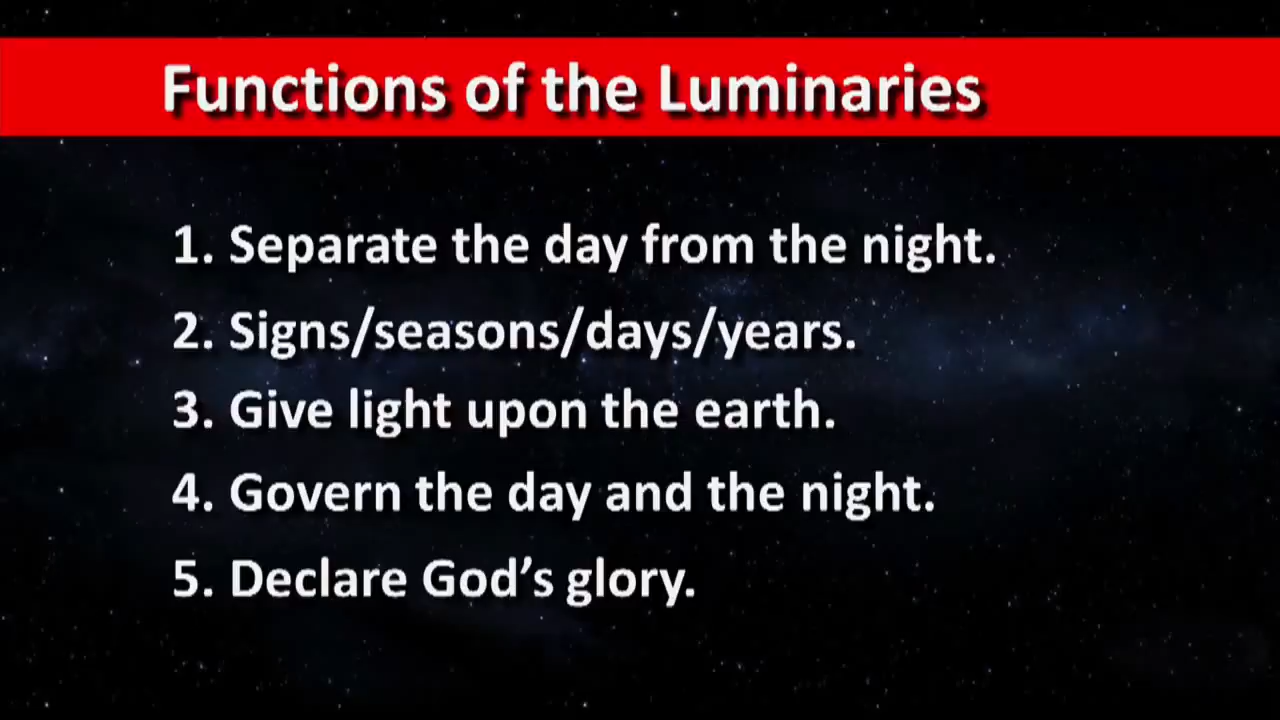 Functions of the Luminaries
1. Separate the day from the night.
2. Signs/seasons/days/years.
3. Give light upon the earth.
4. Govern the day and the night.
5. Declare God’s glory.